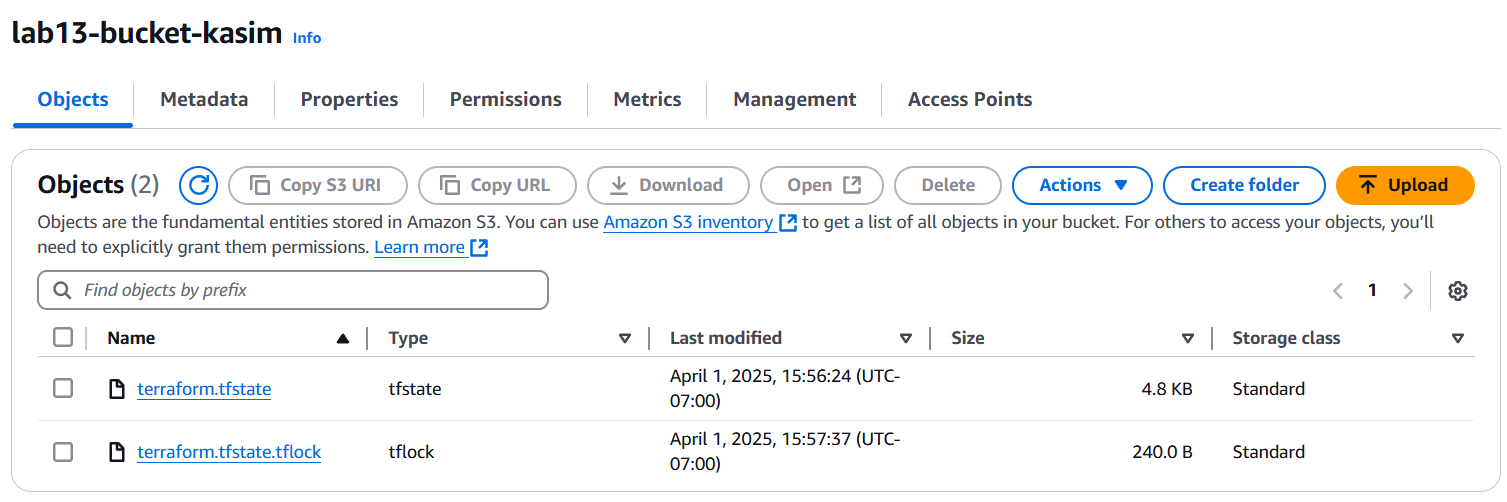 lab13-bucket-kasim Info
Objects Metadata Properties Permissions Metrics Management Access Points
Objects (2) Copy S3 URI Copy URL Download Open Delete Actions Create folder Upload
Objects are the fundamental entities stored in Amazon S3. You can use Amazon S3 inventory to get a list of all objects in your bucket. For others to access your objects, you’ll
need to explicitly grant them permissions. Learn more
Find objects by prefix 1
Name Type Last modified Size Storage class
terraform.tfstate tfstate April 1, 2025, 15:56:24 (UTC-
07:00) 4.8 KB Standard
terraform.tfstate.tflock tflock April 1, 2025, 15:57:37 (UTC-
07:00) 240.0 B Standard